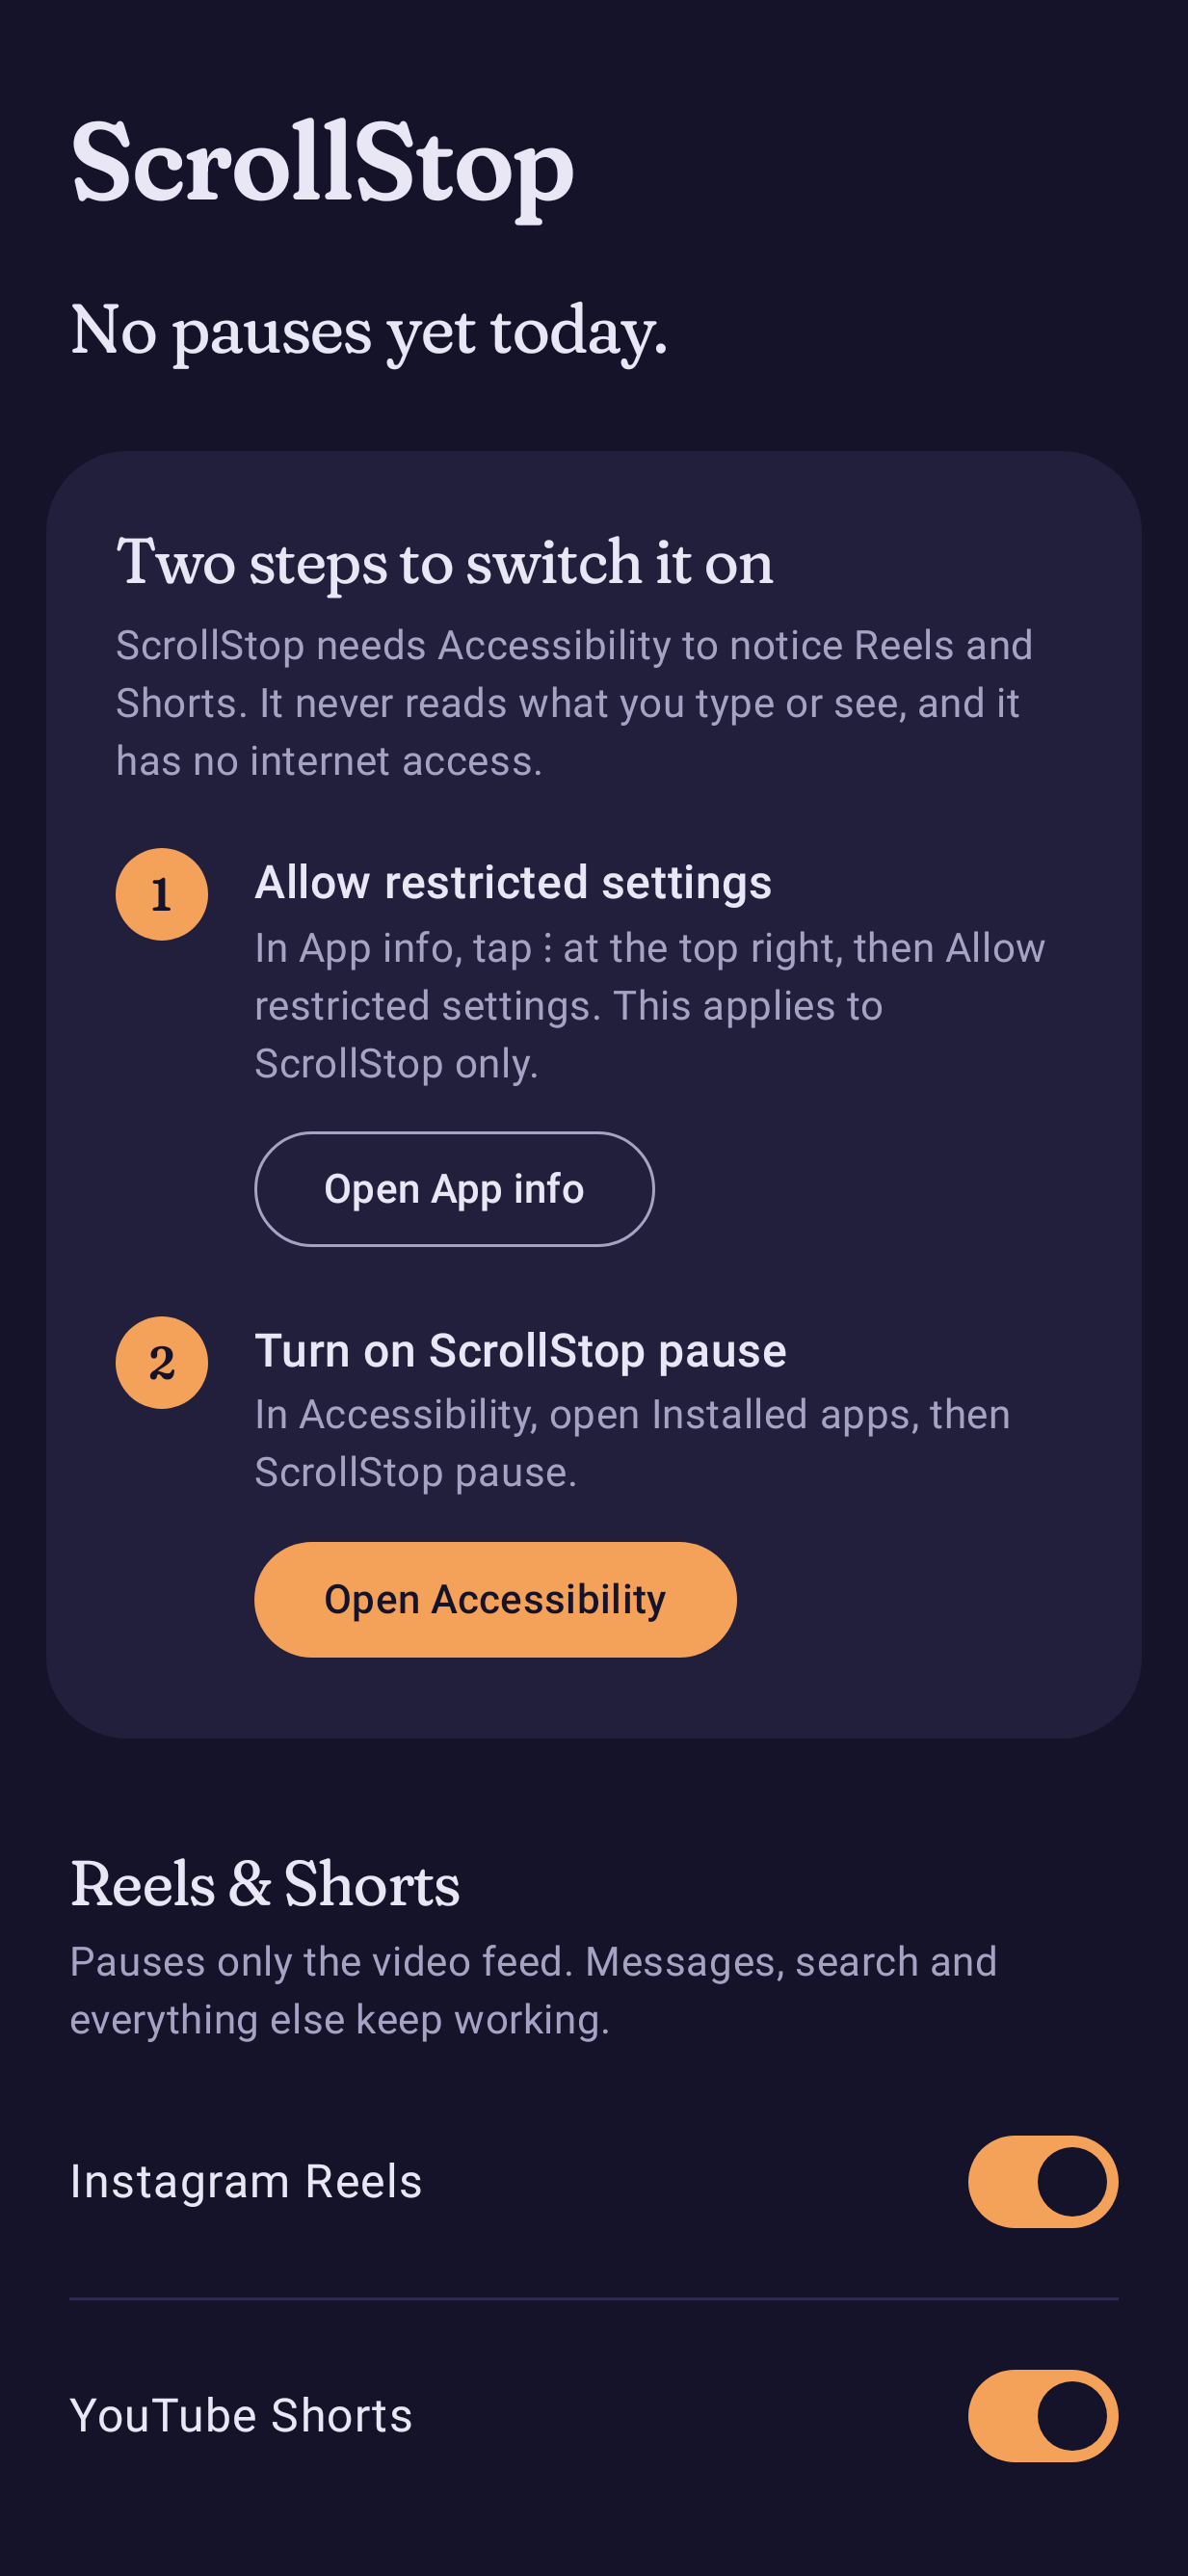 ScrollStop
No pauses yet today.
Two steps to switch it on
ScrollStop needs Accessibility to notice Reels and
Shorts. It never reads what you type or see, and it
has no internet access.
1
Allow restricted settings
In App info, tap ⋮ at the top right, then Allow
restricted settings. This applies to
ScrollStop only.
Open App info
2
Turn on ScrollStop pause
In Accessibility, open Installed apps, then
ScrollStop pause.
Open Accessibility
Reels & Shorts
Pauses only the video feed. Messages, search and
everything else keep working.
Instagram Reels
YouTube Shorts